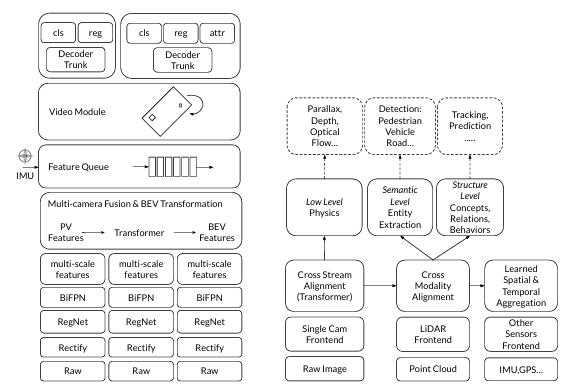 cls reg
cls reg attr
Decoder
Trunk
Decoder
Trunk
Video Module
IMU
Feature Queue
Multi-camera Fusion & BEV Transformation
PV
Features
Transformer
BEV
Features
multi-scale
features
multi-scale
features
multi-scale
features
BiFPN BiFPN BiFPN
RegNet RegNet RegNet
Rectify Rectify Rectify
Raw Raw Raw
Parallax,
Depth,
Optical
Flow...
Detection:
Pedestrian
Vehicle
Road...
Tracking,
Prediction
.....
Low Level
Physics
Semantic
Level
Entity
Extraction
Structure
Level
Concepts,
Relations,
Behaviors
Cross Stream
Alignment
(Transformer)
Cross
Modality
Alignment
Learned
Spatial &
Temporal
Aggregation
Single Cam
Frontend
LiDAR
Frontend
Other
Sensors
Frontend
Raw Image
Point Cloud
IMU,GPS...